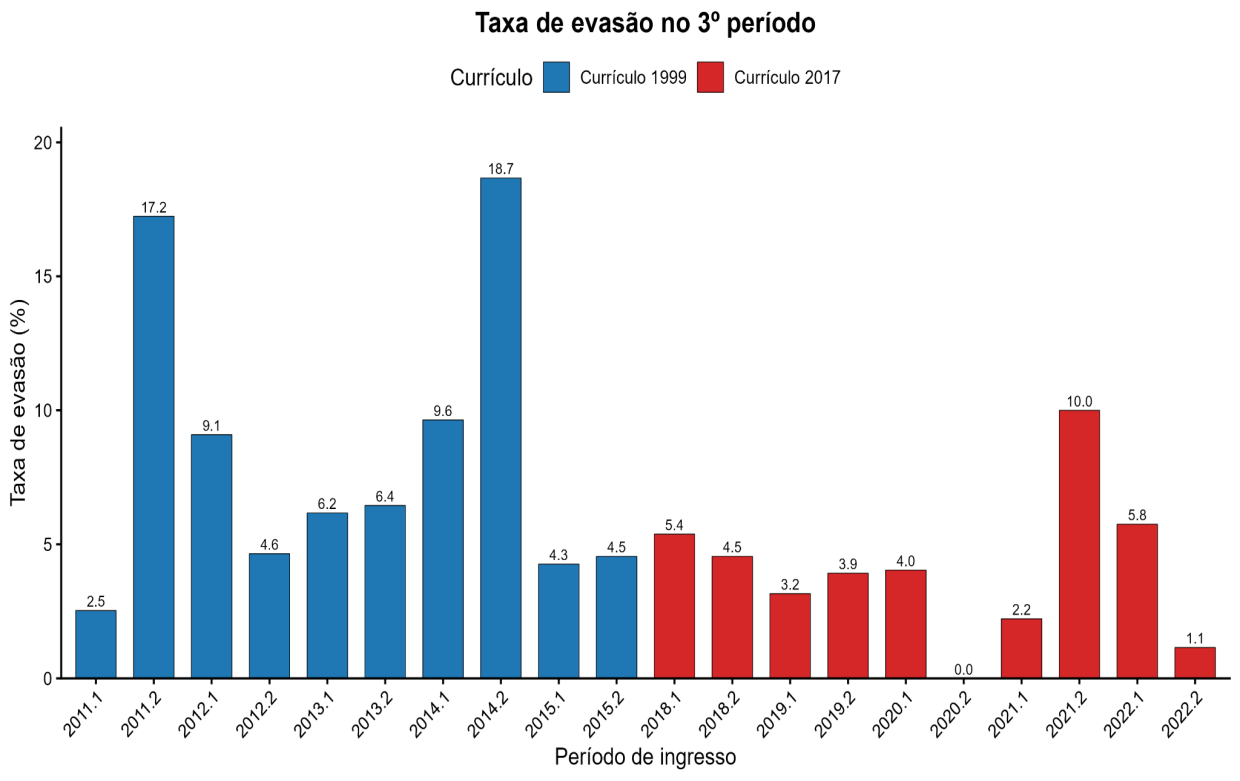 Taxa de evasão no 3º período
Currículo Currículo 1999 Currículo 2017
Taxa de evasão (%)
20
15
10
5
0
2.5 17.2 9.1 4.6 6.2 6.4 9.6 18.7 4.3 4.5 5.4 4.5 3.2 3.9 4.0 0.0 2.2 10.0 5.8 1.1
2011.1 2011.2 2012.1 2012.2 2013.1 2013.2 2014.1 2014.2 2015.1 2015.2 2018.1 2018.2 2019.1 2019.2 2020.1 2020.2 2021.1 2021.2 2022.1 2022.2
Período de ingresso